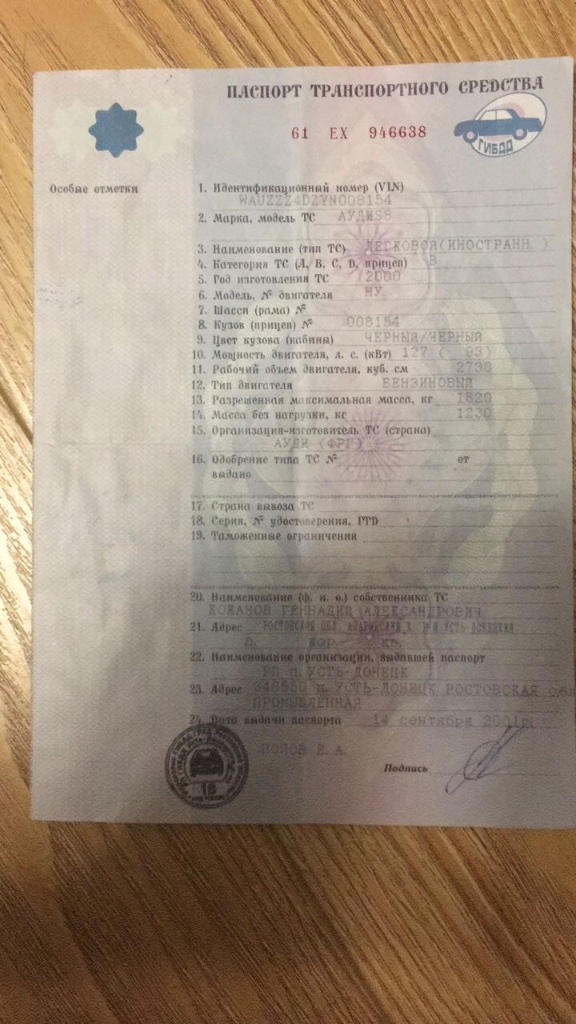 ПАСПОРТ ТРАНСПОРТНОГО СРЕДСТВА
61 ЕХ 946638
ГИБДД
Особые отметки
1. Идентификационный номер (VIN)
WAUZZZ4DZYN008154
2. Марка, модель ТС АУДИS8
3. Наименование (тип ТС) ЛЕГКОВОЙ(ИНОСТРАНН.)
4. Категория ТС (А, В, С, D, прицеп) В
5. Год изготовления ТС 2000
6. Модель, № двигателя НУ
7. Шасси (рама) №
8. Кузов (прицеп) № 008154
9. Цвет кузова (кабины) ЧЕРНЫЙ/ЧЕРНЫЙ
10. Мощность двигателя, л. с. (кВт) 127 ( 93)
11. Рабочий объем двигателя, куб. см 2730
12. Тип двигателя БЕНЗИНОВЫЙ
13. Разрешенная максимальная масса, кг 1820
14. Масса без нагрузки, кг 1230
15. Организация-изготовитель ТС (страна)
АУДИ (ФРГ)
16. Одобрение типа ТС № от
выдано
17. Страна вывоза ТС
18. Серия, № удостоверения, ГТD
19. Таможенные ограничения
20. Наименование (ф. и. о.) собственника ТС
ГЕННАДИЙ АЛЕКСАНДРОВИЧ
21. Адрес РОСТОВСКАЯ ОБЛ
22. Наименование организации, выдавшей паспорт
УСТЬ-ДОНЕЦК
23. Адрес УСТЬ-ДОНЕЦК РОСТОВСКАЯ обл
ПРОМЫШЛЕННАЯ
24. Дата выдачи паспорта 14 сентября 2001г
ПОПОВ Е.А.
Подпись
18